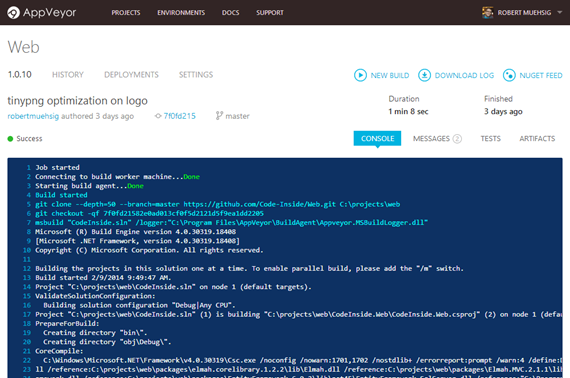 AppVeyor PROJECTS ENVIRONMENTS DOCS SUPPORT ROBERT MUEHSIG
Web
1.0.10 HISTORY DEPLOYMENTS SETTINGS NEW BUILD DOWNLOAD LOG NUGET FEED
tinypng optimization on logo Duration Finished
robertmuehsig authored 3 days ago 7f0fd215 master 1 min 8 sec 3 days ago
Success CONSOLE MESSAGES 2 TESTS ARTIFACTS
1 Job started
2 Connecting to build worker machine...Done
3 Starting build agent...Done
4 Build started
5 git clone --depth=50 --branch=master https://github.com/Code-Inside/Web.git C:\projects\web
6 git checkout -qf 7f0fd21582e0ad013cf0f5d2121d5f9ea1dd2205
7 msbuild "CodeInside.sln" /logger:"C:\Program Files\AppVeyor\BuildAgent\Appveyor.MSBuildLogger.dll"
8 Microsoft (R) Build Engine version 4.0.30319.18408
9 [Microsoft .NET Framework, version 4.0.30319.18408]
10 Copyright (C) Microsoft Corporation. All rights reserved.
11
12 Building the projects in this solution one at a time. To enable parallel build, please add the "/m" switch.
13 Build started 2/9/2014 9:49:47 AM.
14 Project "C:\projects\web\CodeInside.sln" on node 1 (default targets).
15 ValidateSolutionConfiguration:
16 Building solution configuration "Debug|Any CPU".
17 Project "C:\projects\web\CodeInside.sln" (1) is building "C:\projects\web\CodeInside.Web\CodeInside.Web.csproj" (2) on node 1 (defau
18 PrepareForBuild:
19 Creating directory "bin\".
20 Creating directory "obj\Debug\".
21 CoreCompile:
22 C:\Windows\Microsoft.NET\Framework\v4.0.30319\Csc.exe /noconfig /nowarn:1701,1702 /nostdlib+ /errorreport:prompt /warn:4 /define:D
ll /reference:C:\projects\web\packages\elmah.corelibrary.1.2.2\lib\Elmah.dll /reference:C:\projects\web\packages\Elmah.MVC.2.1.1\lib